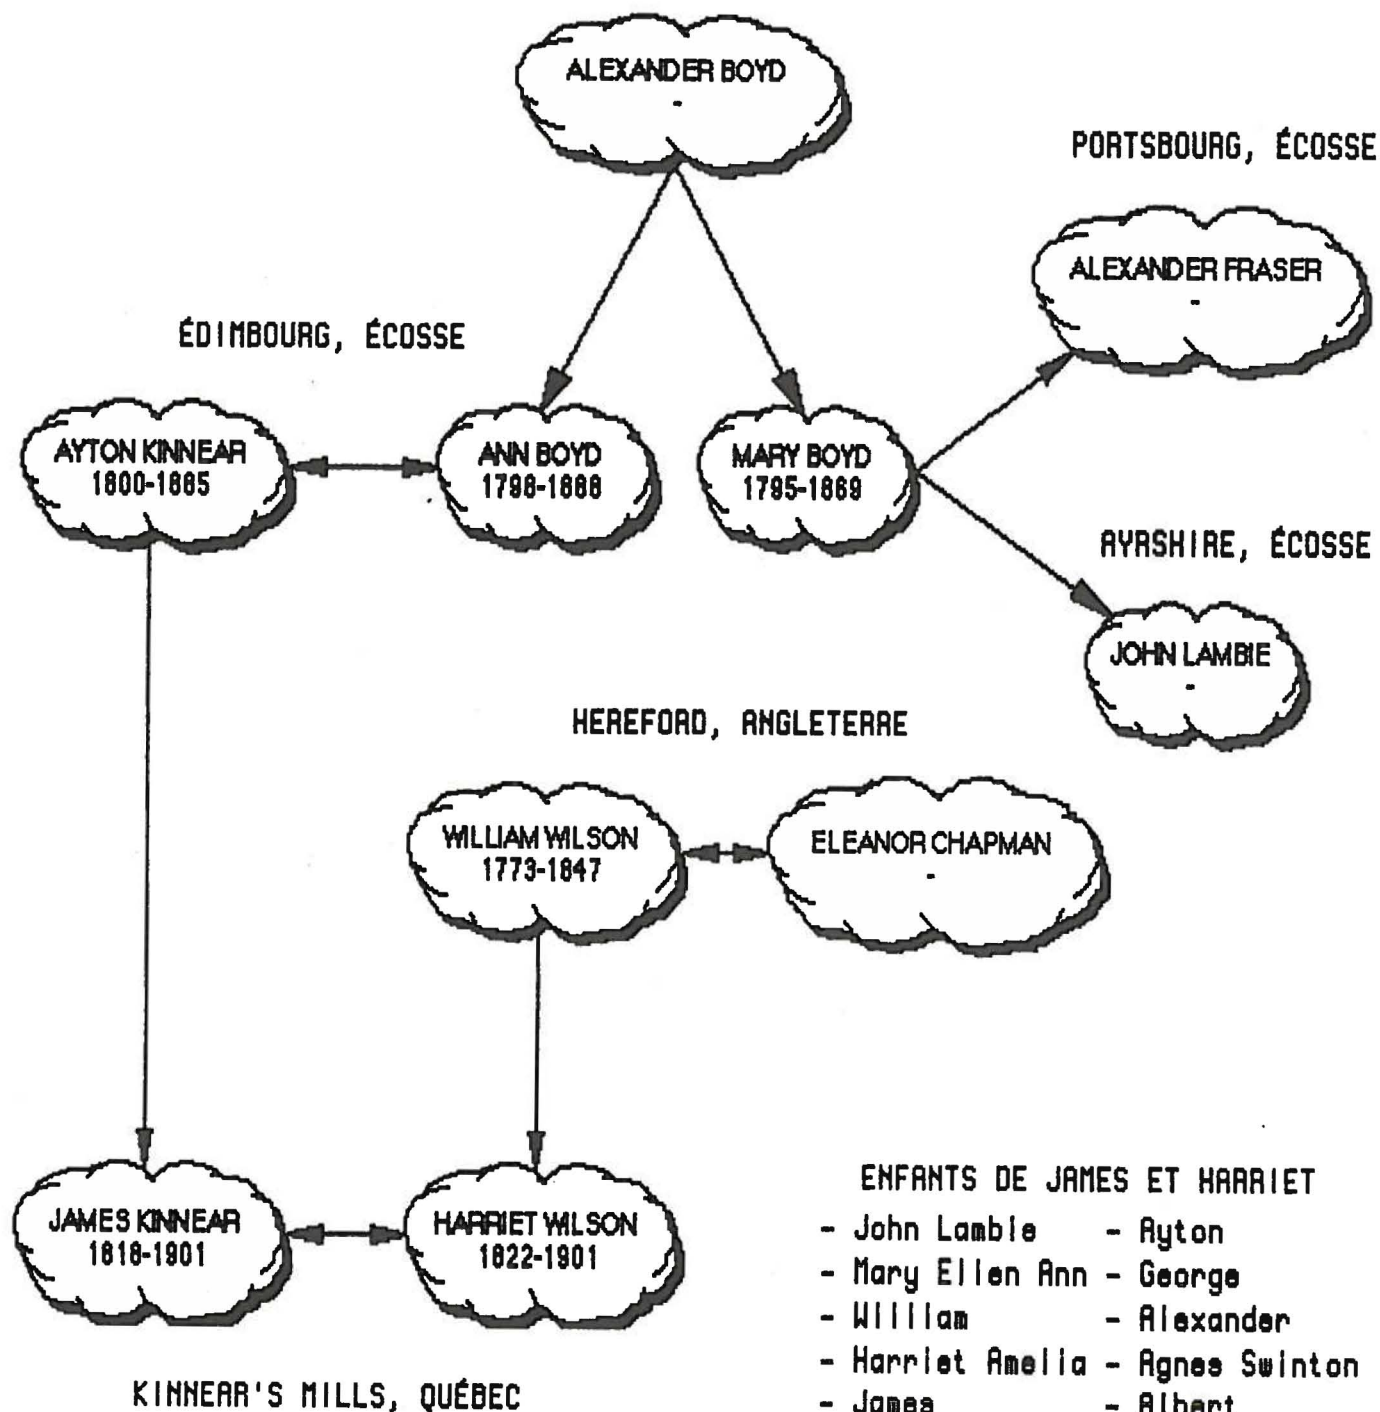 ALEXANDER BOYD
-
PORTSBOURG, ÉCOSSE
ALEXANDER FRASER
-
ÉDIMBOURG, ÉCOSSE
AYTON KINNEAR
1800-1885
ANN BOYD
1798-1888
MARY BOYD
1795-1869
AYRSHIRE, ÉCOSSE
JOHN LAMBIE
-
HEREFORD, ANGLETERRE
WILLIAM WILSON
1773-1847
ELEANOR CHAPMAN
-
JAMES KINNEAR
1818-1901
HARRIET WILSON
1822-1901
KINNEAR'S MILLS, QUÉBEC
ENFANTS DE JAMES ET HARRIET
- John Lambie - Ayton
- Mary Ellen Ann - George
- William - Alexander
- Harriet Amelia - Agnes Swinton
- James - Albert